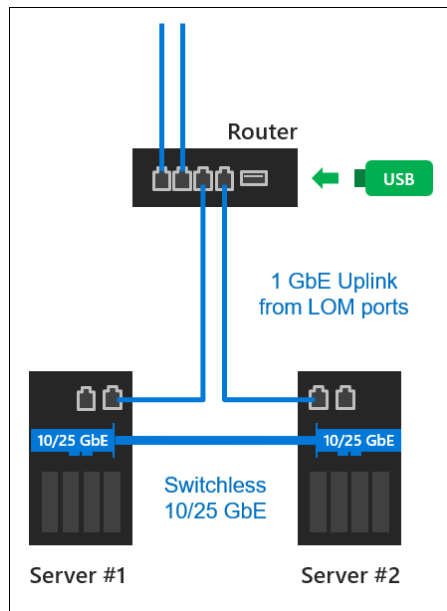 Router
USB
1 GbE Uplink
from LOM ports
10/25 GbE
10/25 GbE
Switchless
10/25 GbE
Server #1
Server #2